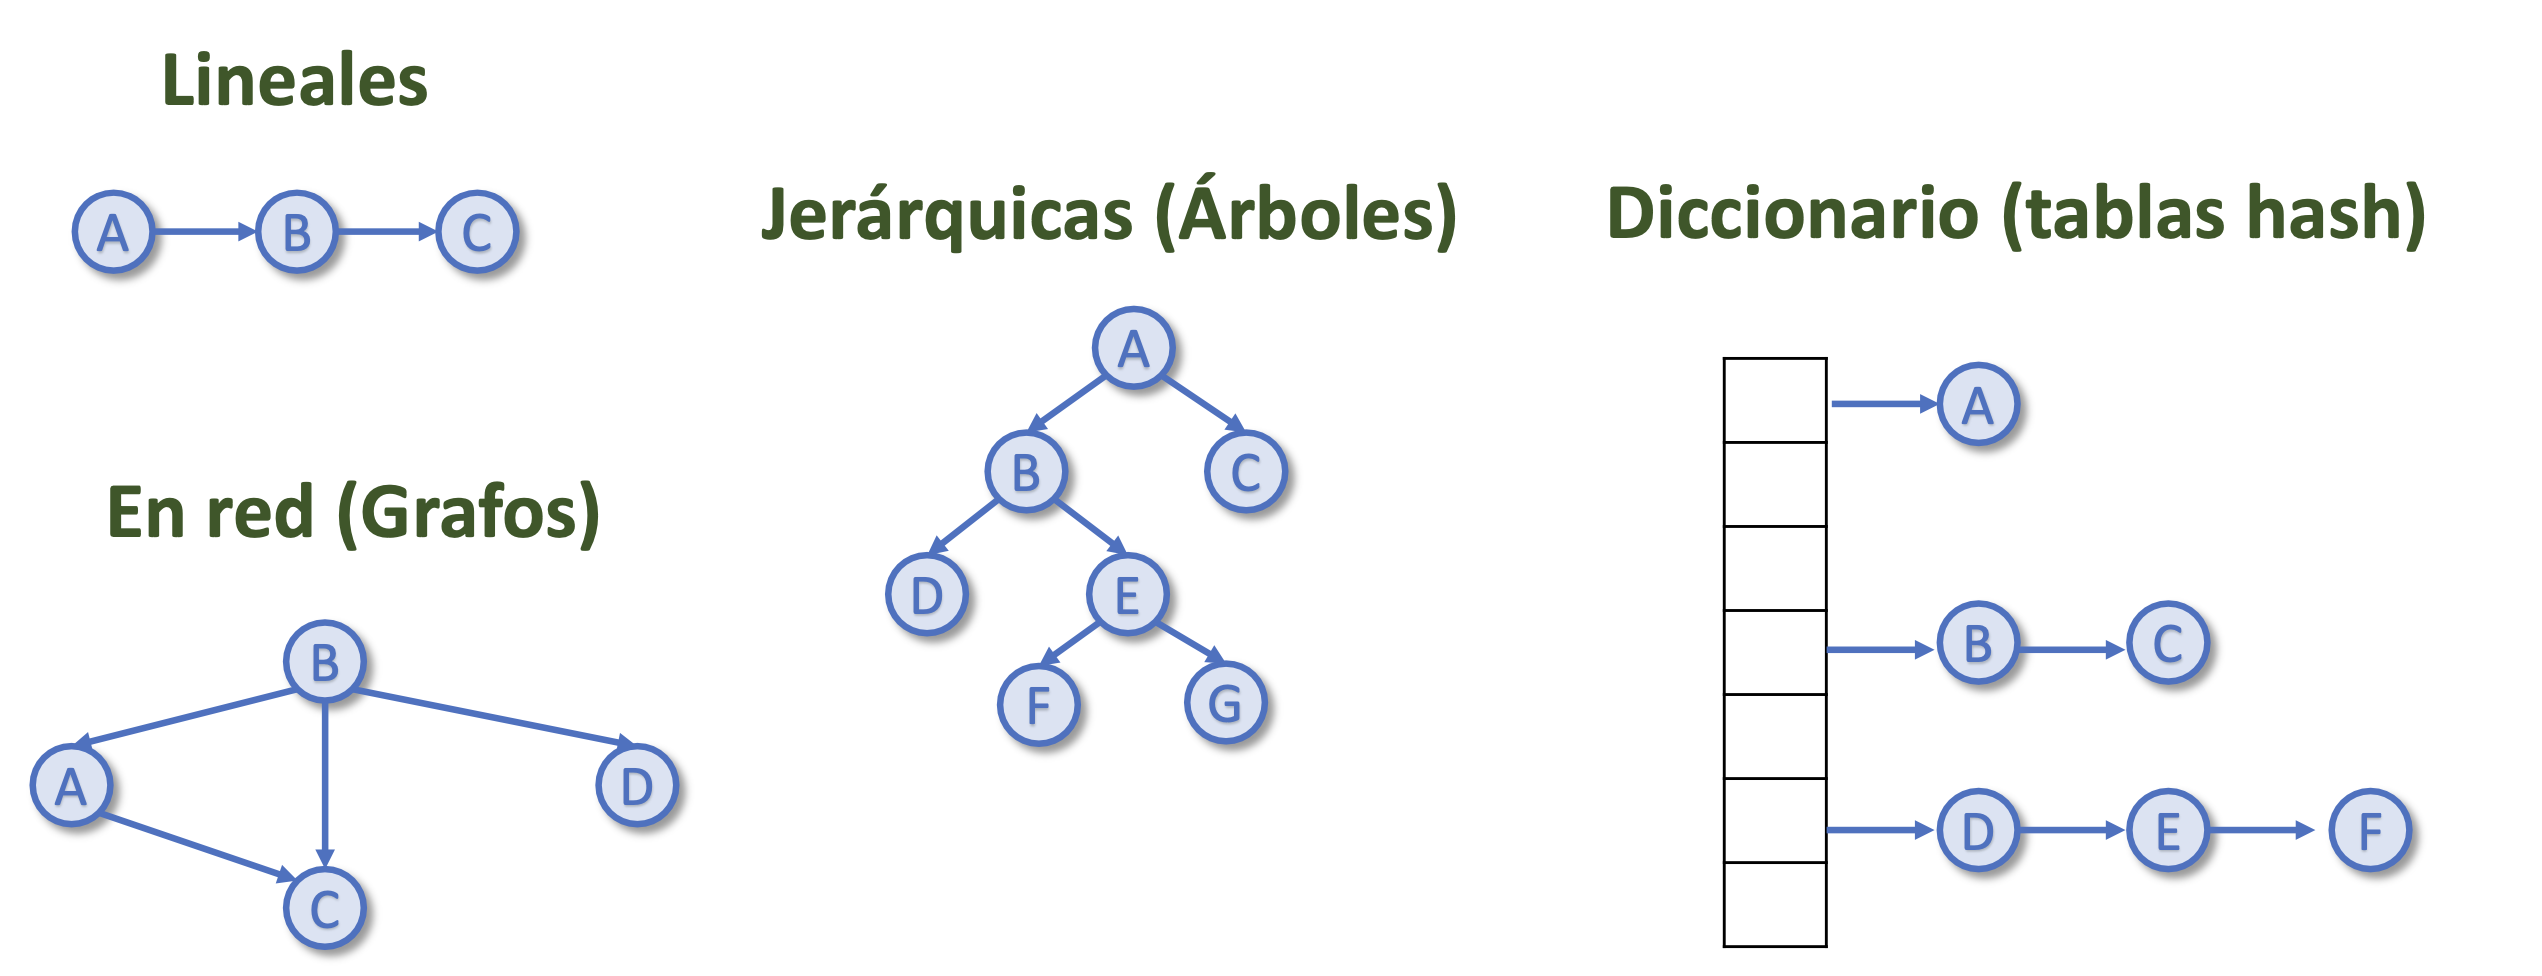 Lineales
A B C
En red (Grafos)
B
A D
C
Jerárquicas (Árboles)
A
B C
D E
F G
Diccionario (tablas hash)
A
B C
D E F